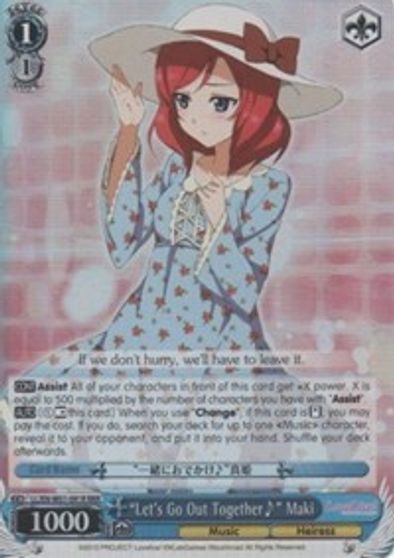 1
1
If we don't hurry, we'll have to leave it.
CONT Assist All of your characters in front of this card get +X power. X is
equal to 500 multiplied by the number of characters you have with "Assist".
AUTO this card.] When you use "Change", if this card is you may
pay the cost. If you do, search your deck for up to one «Music» character,
reveal it to your opponent, and put it into your hand. Shuffle your deck
afterwards.
Card Name
"一緒におでかけ♪"真姫
1000
"Let's Go Out Together♪" Maki
Music Heiress